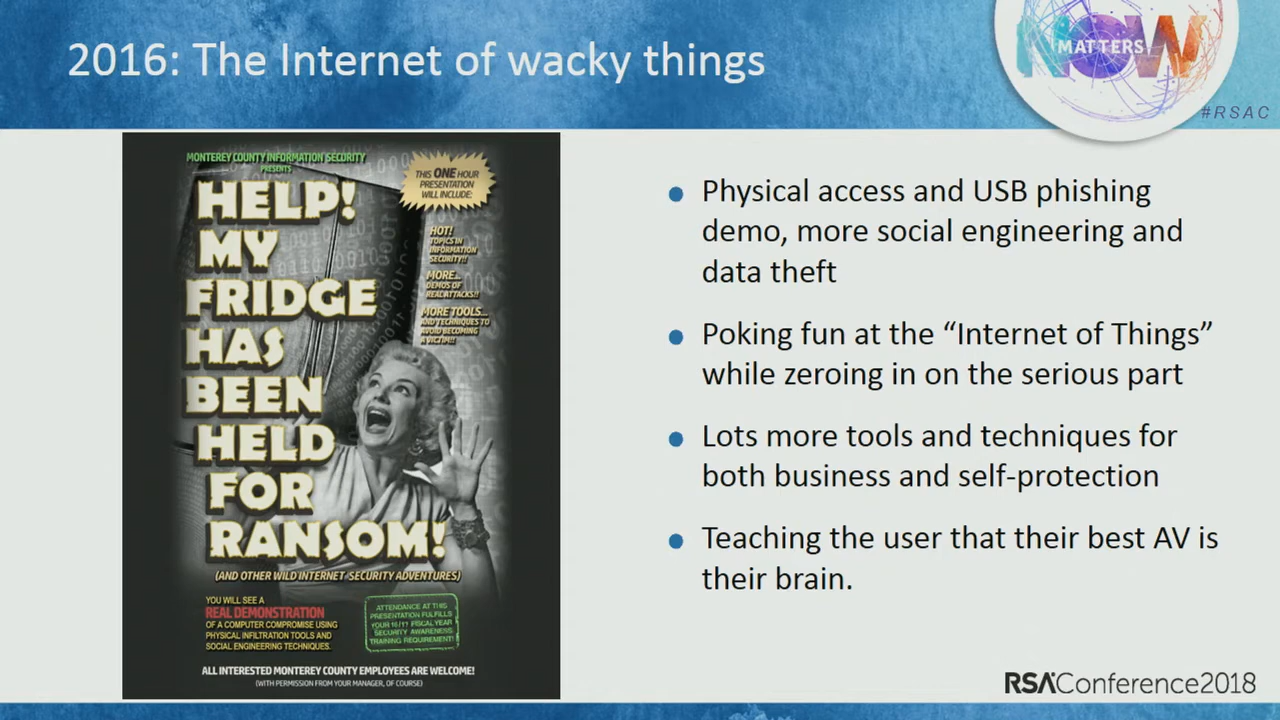 2016: The Internet of wacky things
NOW
MATTERS
#RSAC
MONTEREY COUNTY INFORMATION SECURITY
PRESENTS
HELP!
MY
FRIDGE
HAS
BEEN
HELD
FOR
RANSOM!
THIS ONE HOUR
PRESENTATION
WILL INCLUDE:
HOT!
TOPICS IN
INFORMATION
SECURITY!!
MORE...
DEMOS OF
REAL ATTACKS!!
MORE TOOLS...
AND TECHNIQUES TO
AVOID BECOMING
A VICTIM!!
(AND OTHER WILD INTERNET SECURITY ADVENTURES)
YOU WILL SEE A
REAL DEMONSTRATION
OF A COMPUTER COMPROMISE USING
PHYSICAL INFILTRATION TOOLS AND
SOCIAL ENGINEERING TECHNIQUES.
ATTENDANCE AT THIS
PRESENTATION FULFILLS
YOUR 16/17 FISCAL YEAR
SECURITY AWARENESS
TRAINING REQUIREMENT!
ALL INTERESTED MONTEREY COUNTY EMPLOYEES ARE WELCOME!
(WITH PERMISSION FROM YOUR MANAGER, OF COURSE)
• Physical access and USB phishing
demo, more social engineering and
data theft
• Poking fun at the “Internet of Things”
while zeroing in on the serious part
• Lots more tools and techniques for
both business and self-protection
• Teaching the user that their best AV is
their brain.
RSAConference2018